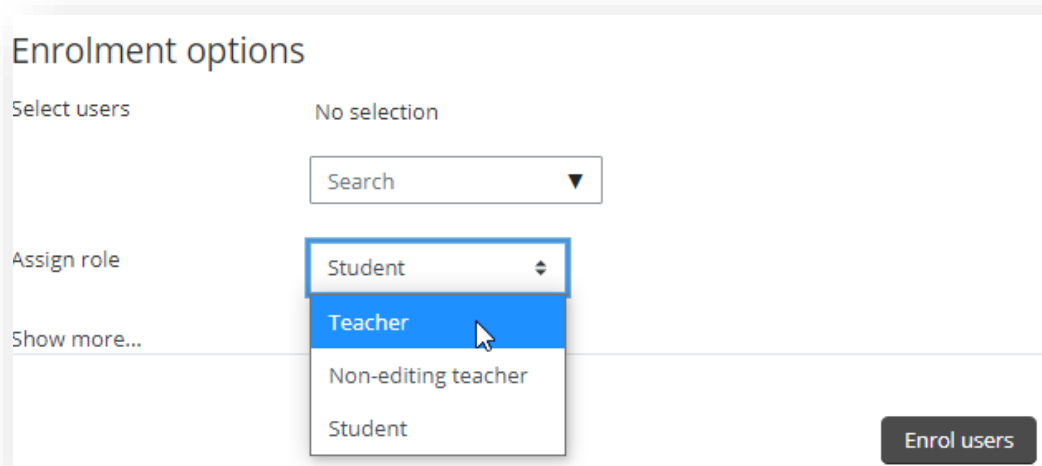 Enrolment options
Select users
No selection
Search
Assign role
Student
Teacher
Show more...
Non-editing teacher
Student
Enrol users